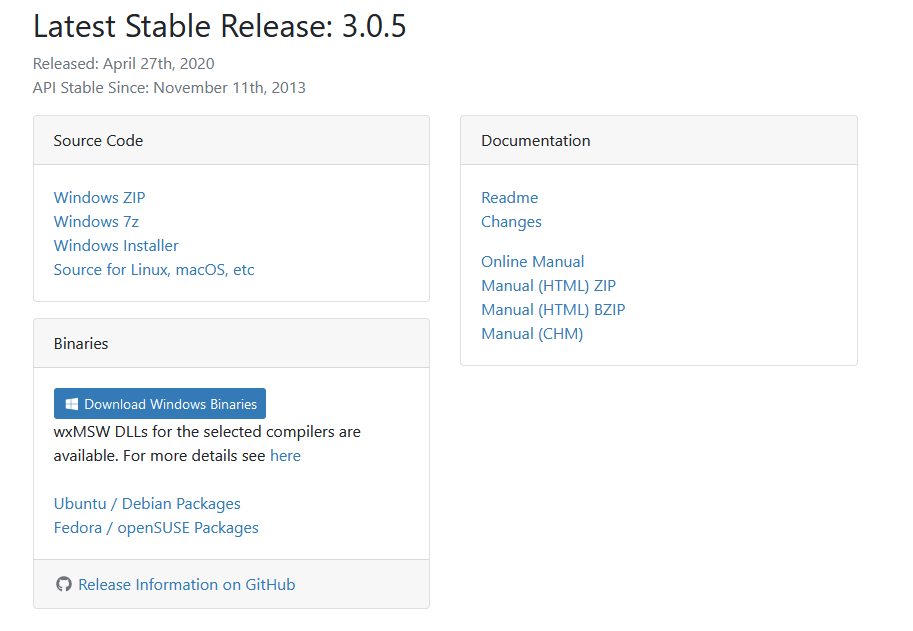 Latest Stable Release: 3.0.5
Released: April 27th, 2020
API Stable Since: November 11th, 2013
Source Code
Windows ZIP
Windows 7z
Windows Installer
Source for Linux, macOS, etc
Binaries
Download Windows Binaries
wxMSW DLLs for the selected compilers are
available. For more details see here
Ubuntu / Debian Packages
Fedora / openSUSE Packages
Release Information on GitHub
Documentation
Readme
Changes
Online Manual
Manual (HTML) ZIP
Manual (HTML) BZIP
Manual (CHM)